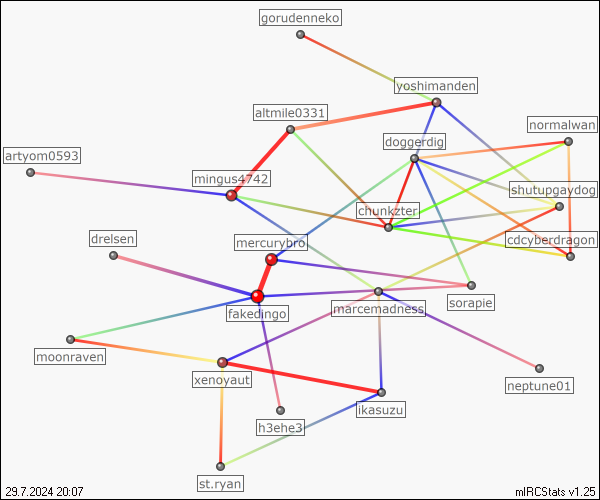 gorudenneko
yoshimanden
altmile0331
normalwan
doggerdig
artyom0593
mingus4742
shutupgaydog
chunkzter
drelsen
mercurybro
cdcyberdragon
sorapie
fakedingo
marcemadness
moonraven
xenoyaut
neptune01
ikasuzu
h3ehe3
st.ryan
29.7.2024 20:07
mIRCStats v1.25